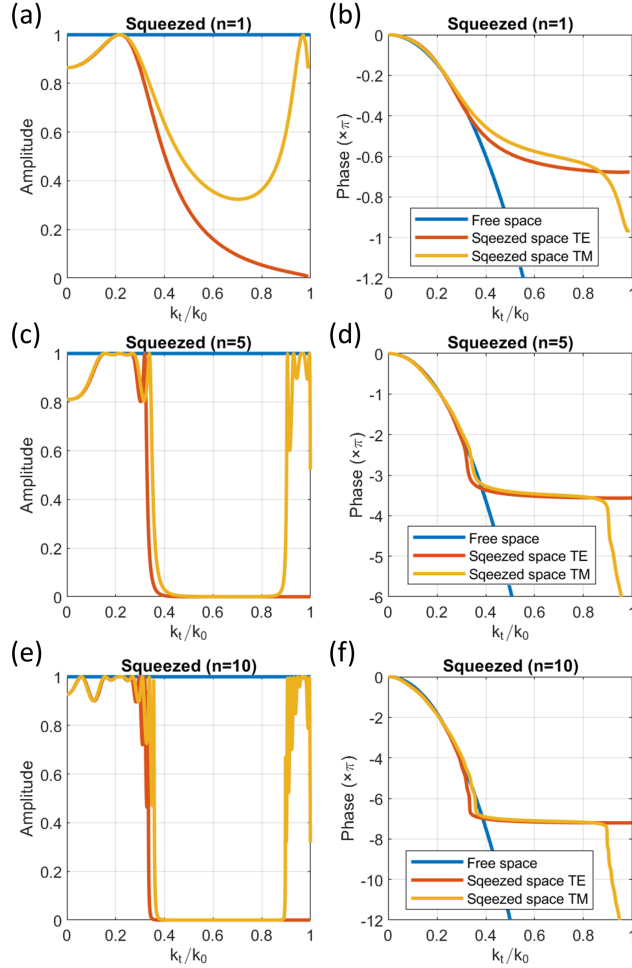 (a)
Squeezed (n=1)
1
0.8
0.6
0.4
0.2
0
Amplitude
0 0.2 0.4 0.6 0.8 1
k_t/k_0
(b)
Squeezed (n=1)
0
-0.2
-0.4
-0.6
-0.8
-1
-12
Phase (×π)
Free space
Sqeezed space TE
Sqeezed space TM
0 0.2 0.4 0.6 0.8 1
k_t/k_0
(c)
Squeezed (n=5)
1
0.8
0.6
0.4
0.2
0
Amplitude
0 0.2 0.4 0.6 0.8 1
k_t/k_0
(d)
Squeezed (n=5)
0
-1
-2
-3
-4
-5
-6
Phase (×π)
Free space
Sqeezed space TE
Sqeezed space TM
0 0.2 0.4 0.6 0.8 1
k_t/k_0
(e)
Squeezed (n=10)
1
0.8
0.6
0.4
0.2
0
Amplitude
0 0.2 0.4 0.6 0.8 1
k_t/k_0
(f)
Squeezed (n=10)
0
-2
-4
-6
-8
-10
-12
Phase (×π)
Free space
Sqeezed space TE
Sqeezed space TM
0 0.2 0.4 0.6 0.8 1
k_t/k_0